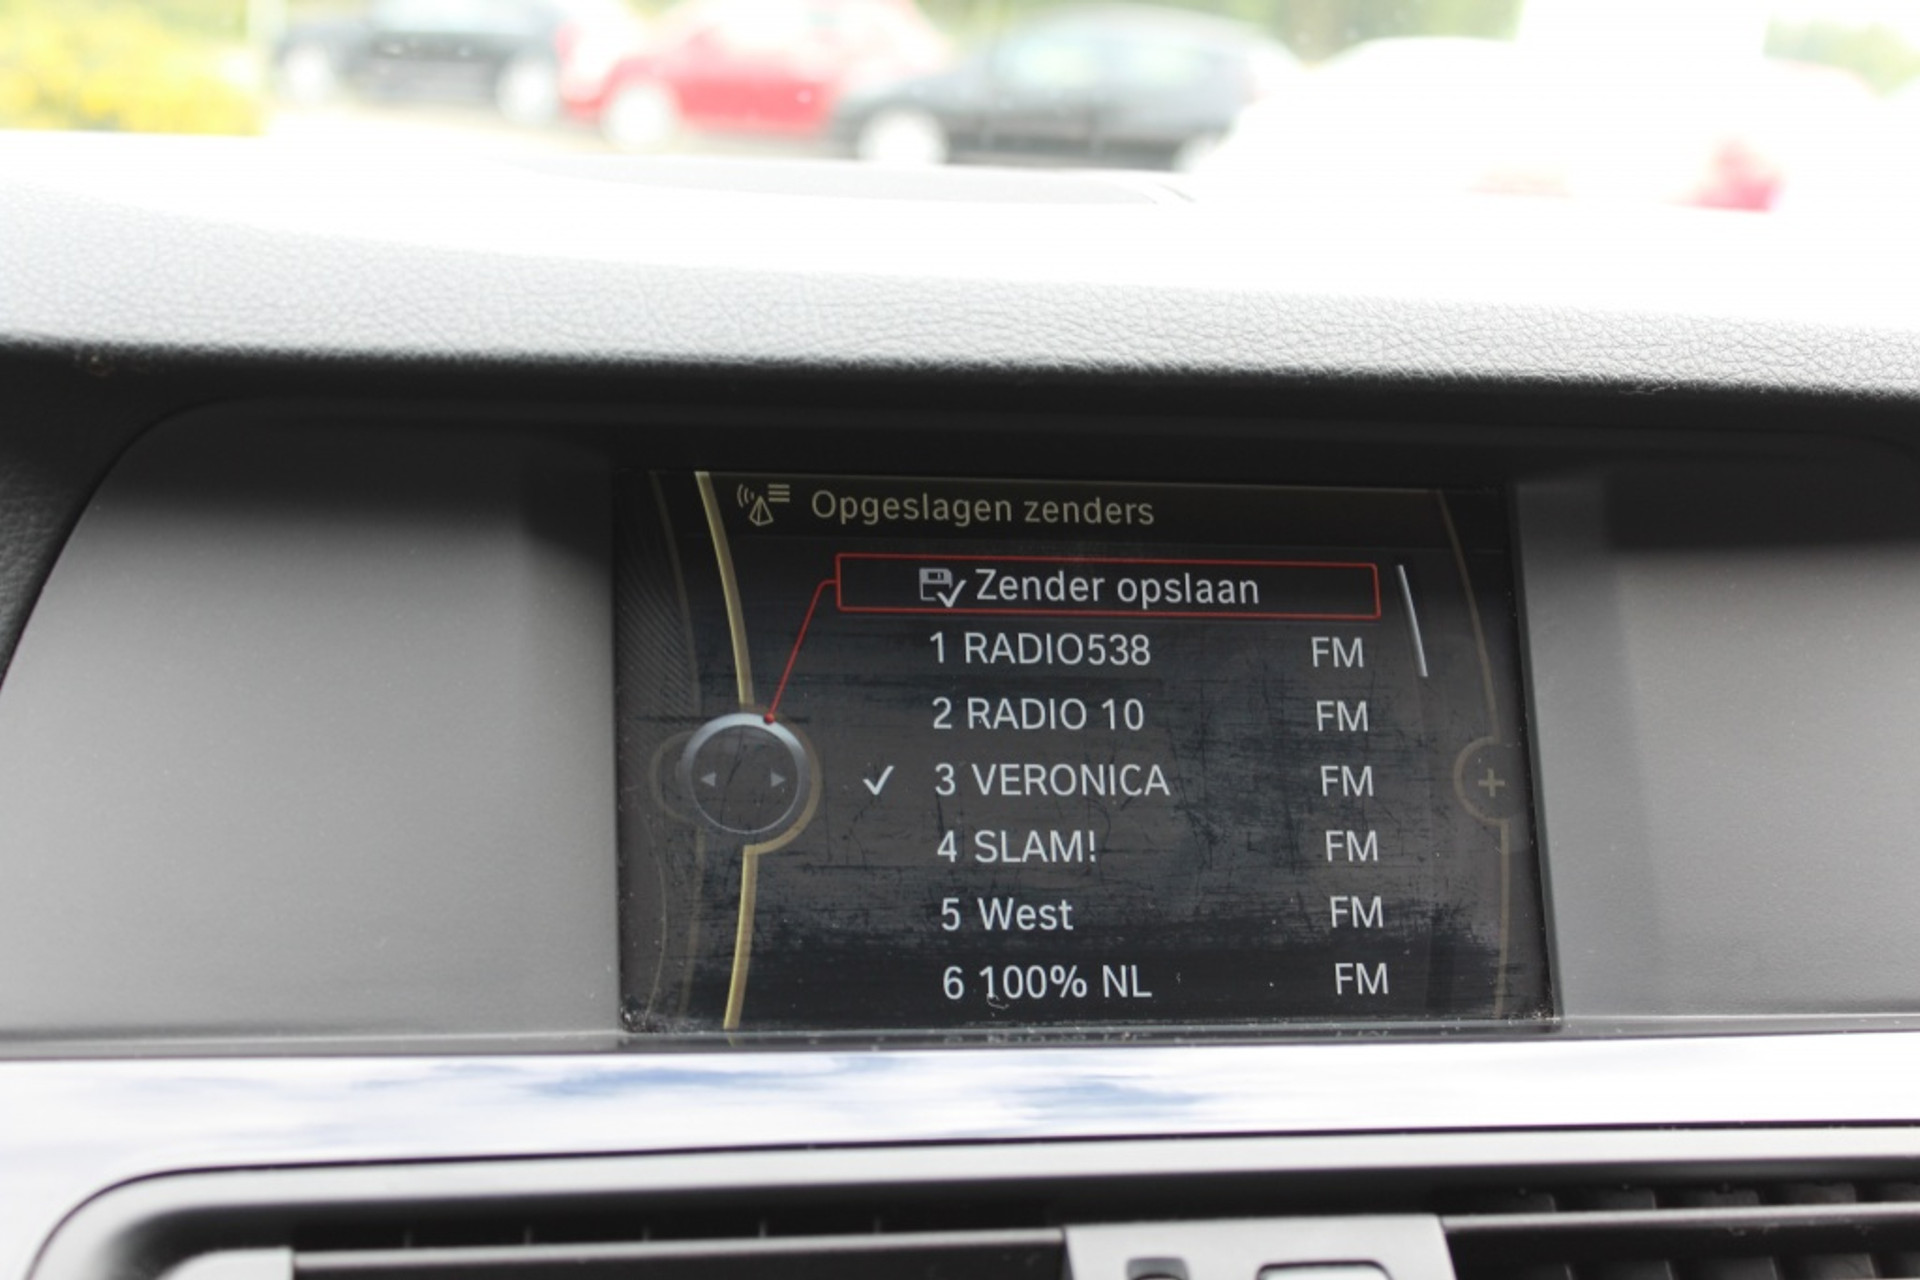 Opgeslagen zenders
Zender opslaan
1 RADIO538 FM
2 RADIO 10 FM
3 VERONICA FM
4 SLAM! FM
5 West FM
6 100% NL FM